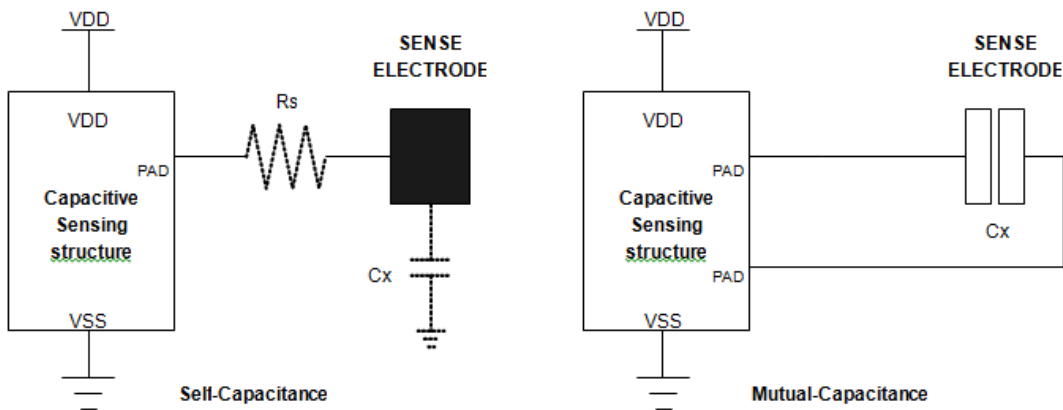 VDD
SENSE
ELECTRODE
Rs
VDD
PAD
Capacitive
Sensing
structure
Cx
VSS
Self-Capacitance
VDD
SENSE
ELECTRODE
VDD
PAD
Capacitive
Sensing
structure
Cx
PAD
VSS
Mutual-Capacitance